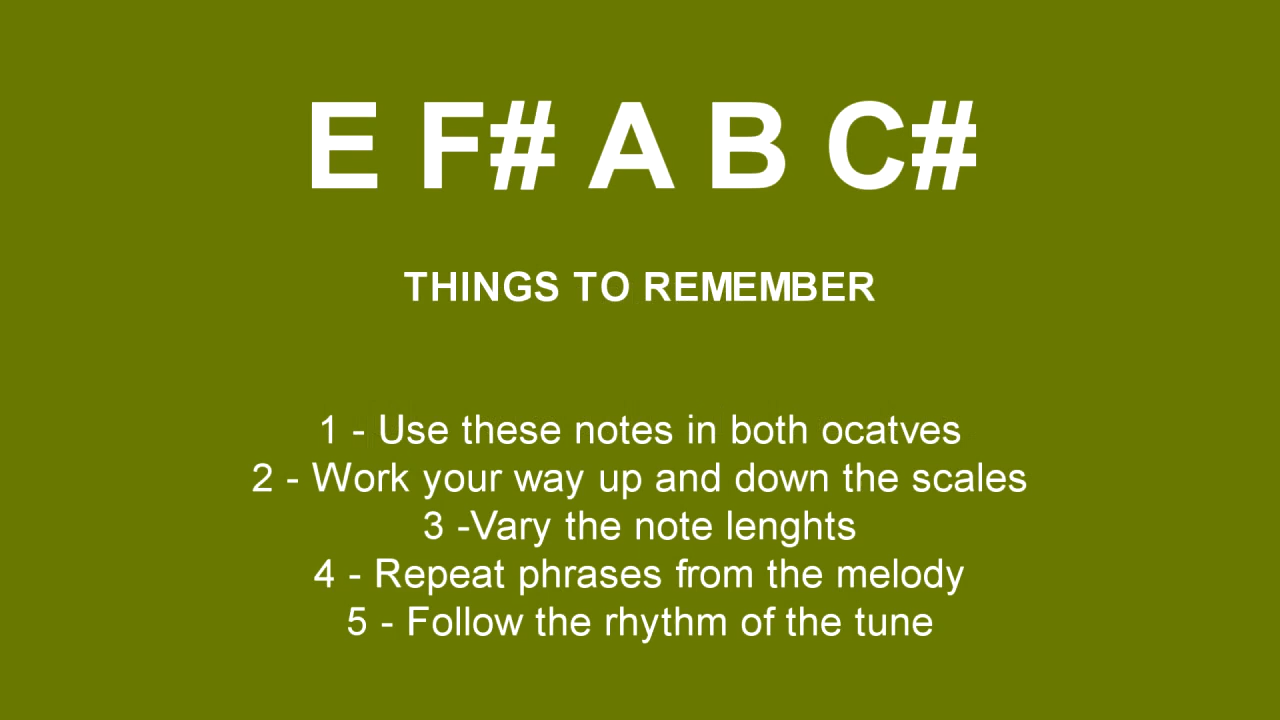 E F# A B C#
THINGS TO REMEMBER
1 - Use these notes in both ocatves
2 - Work your way up and down the scales
3 -Vary the note lenghts
4 - Repeat phrases from the melody
5 - Follow the rhythm of the tune